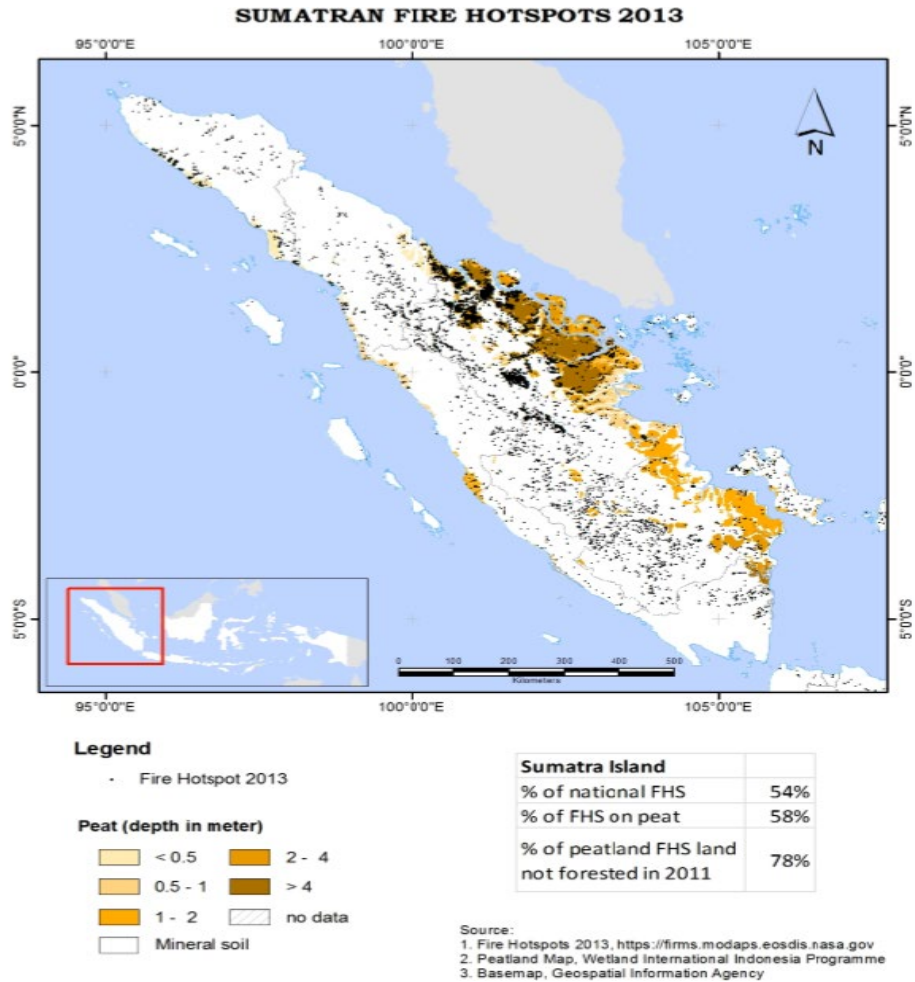 SUMATRAN FIRE HOTSPOTS 2013
95°0'0"E 100°0'0"E 105°0'0"E
5°0'0"N 5°0'0"N
N
0°0'0" 0°0'0"
5°0'0"S 5°0'0"S
0 100 200 300 400 500
Kilometers
95°0'0"E 100°0'0"E 105°0'0"E
Legend
Fire Hotspot 2013
Peat (depth in meter)
< 0.5 2 - 4
0.5 - 1 > 4
1 - 2 no data
Mineral soil
Sumatra Island
% of national FHS 54%
% of FHS on peat 58%
% of peatland FHS land
not forested in 2011 78%
Source:
1. Fire Hotspots 2013, https://firms.modaps.eosdis.nasa.gov
2. Peatland Map, Wetland International Indonesia Programme
3. Basemap, Geospatial Information Agency